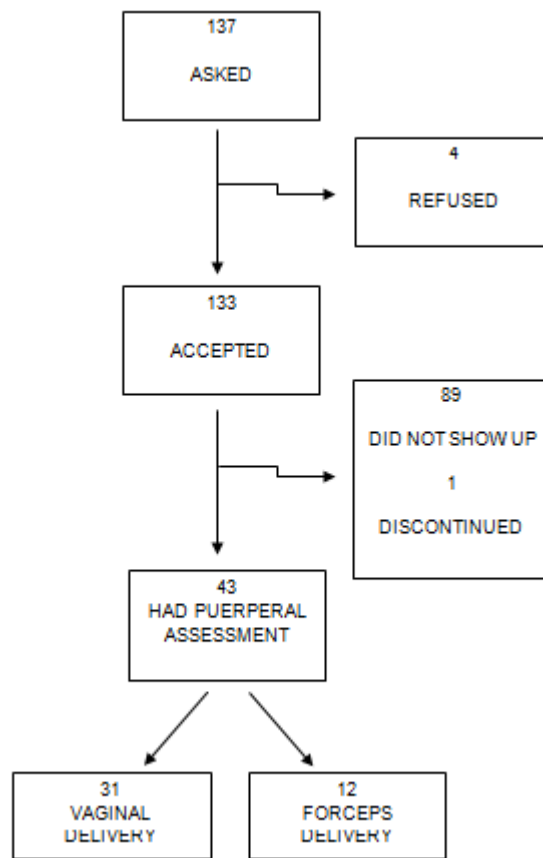 137
ASKED
4
REFUSED
133
ACCEPTED
89
DID NOT SHOW UP
1
DISCONTINUED
43
HAD PUERPERAL
ASSESSMENT
31
VAGINAL
DELIVERY
12
FORCEPS
DELIVERY